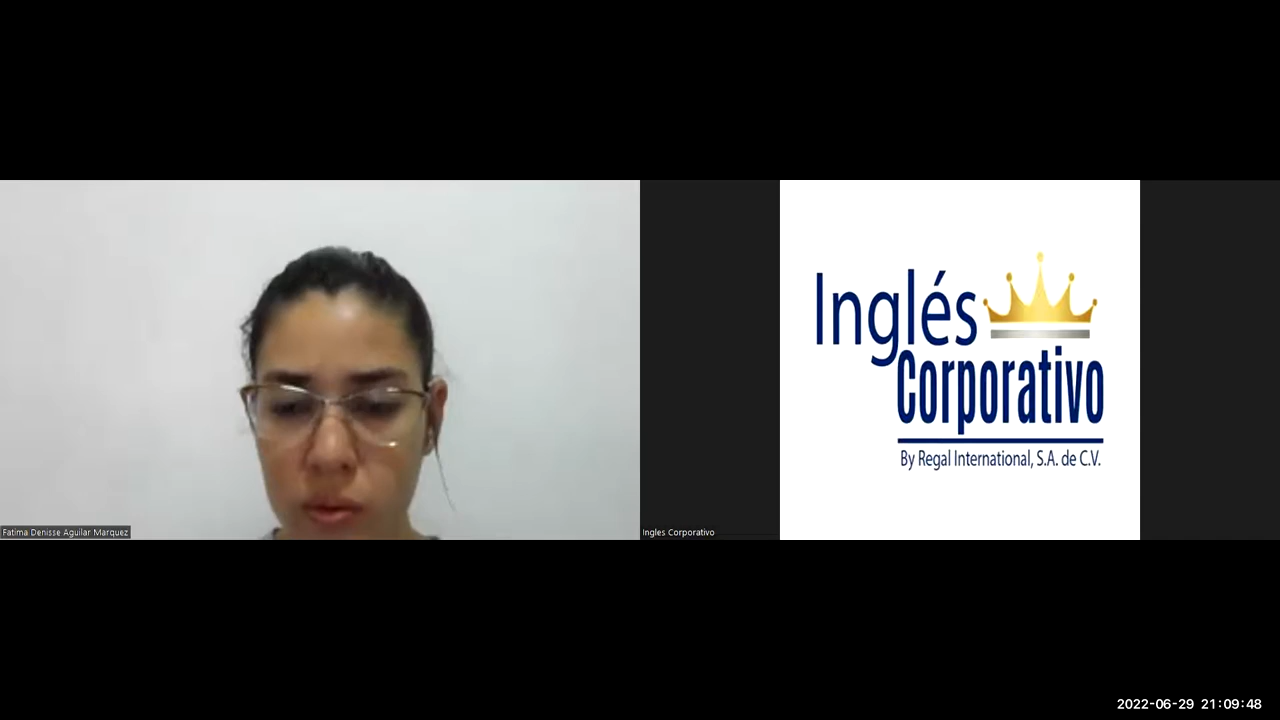 Inglés
Corporativo
By Regal International, S.A. de C.V.
Fatima Denisse Aguilar Marquez
Ingles Corporativo
2022-06-29 21:09:48